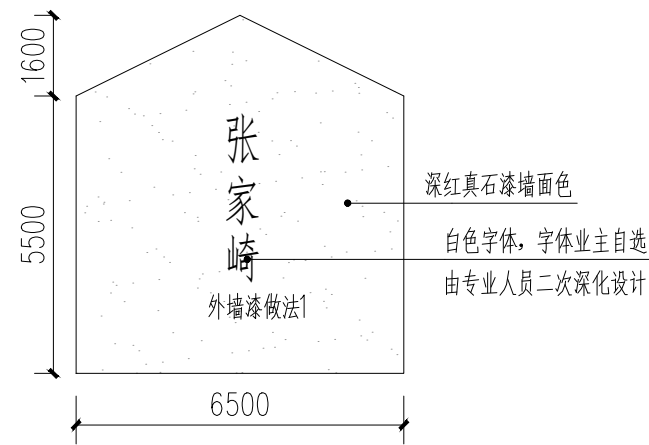 1600
5500
张
家
崎
深红真石漆墙面色
白色字体，字体业主自选
由专业人员二次深化设计
外墙漆做法1
6500